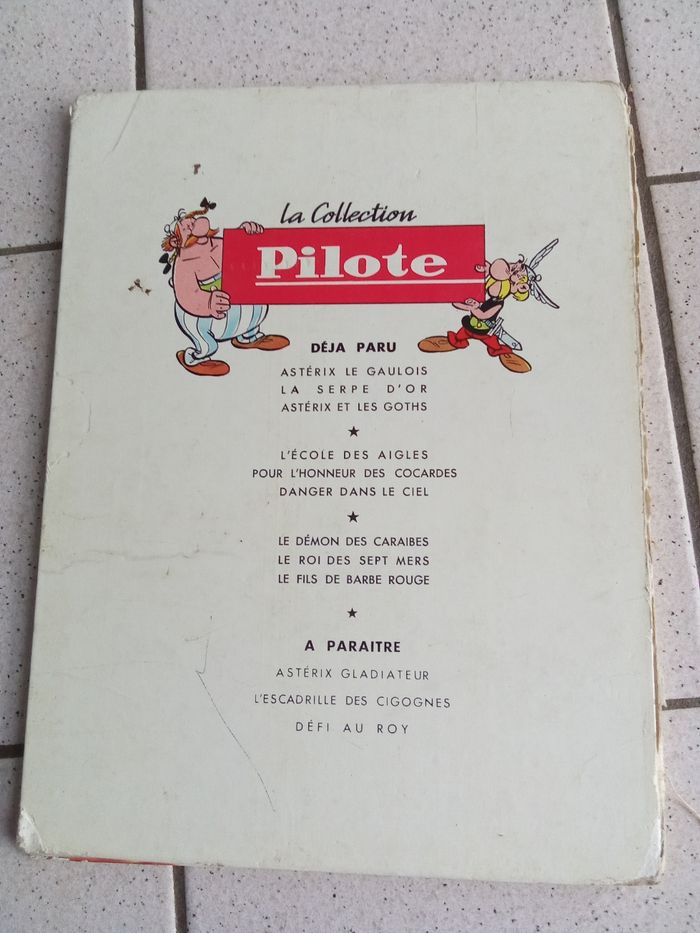 la Collection
Pilote
DÉJA PARU
ASTÉRIX LE GAULOIS
LA SERPE D'OR
ASTÉRIX ET LES GOTHS
★
L'ÉCOLE DES AIGLES
POUR L'HONNEUR DES COCARDES
DANGER DANS LE CIEL
★
LE DÉMON DES CARAIBES
LE ROI DES SEPT MERS
LE FILS DE BARBE ROUGE
★
A PARAITRE
ASTÉRIX GLADIATEUR
L'ESCADRILLE DES CIGOGNES
DÉFI AU ROY